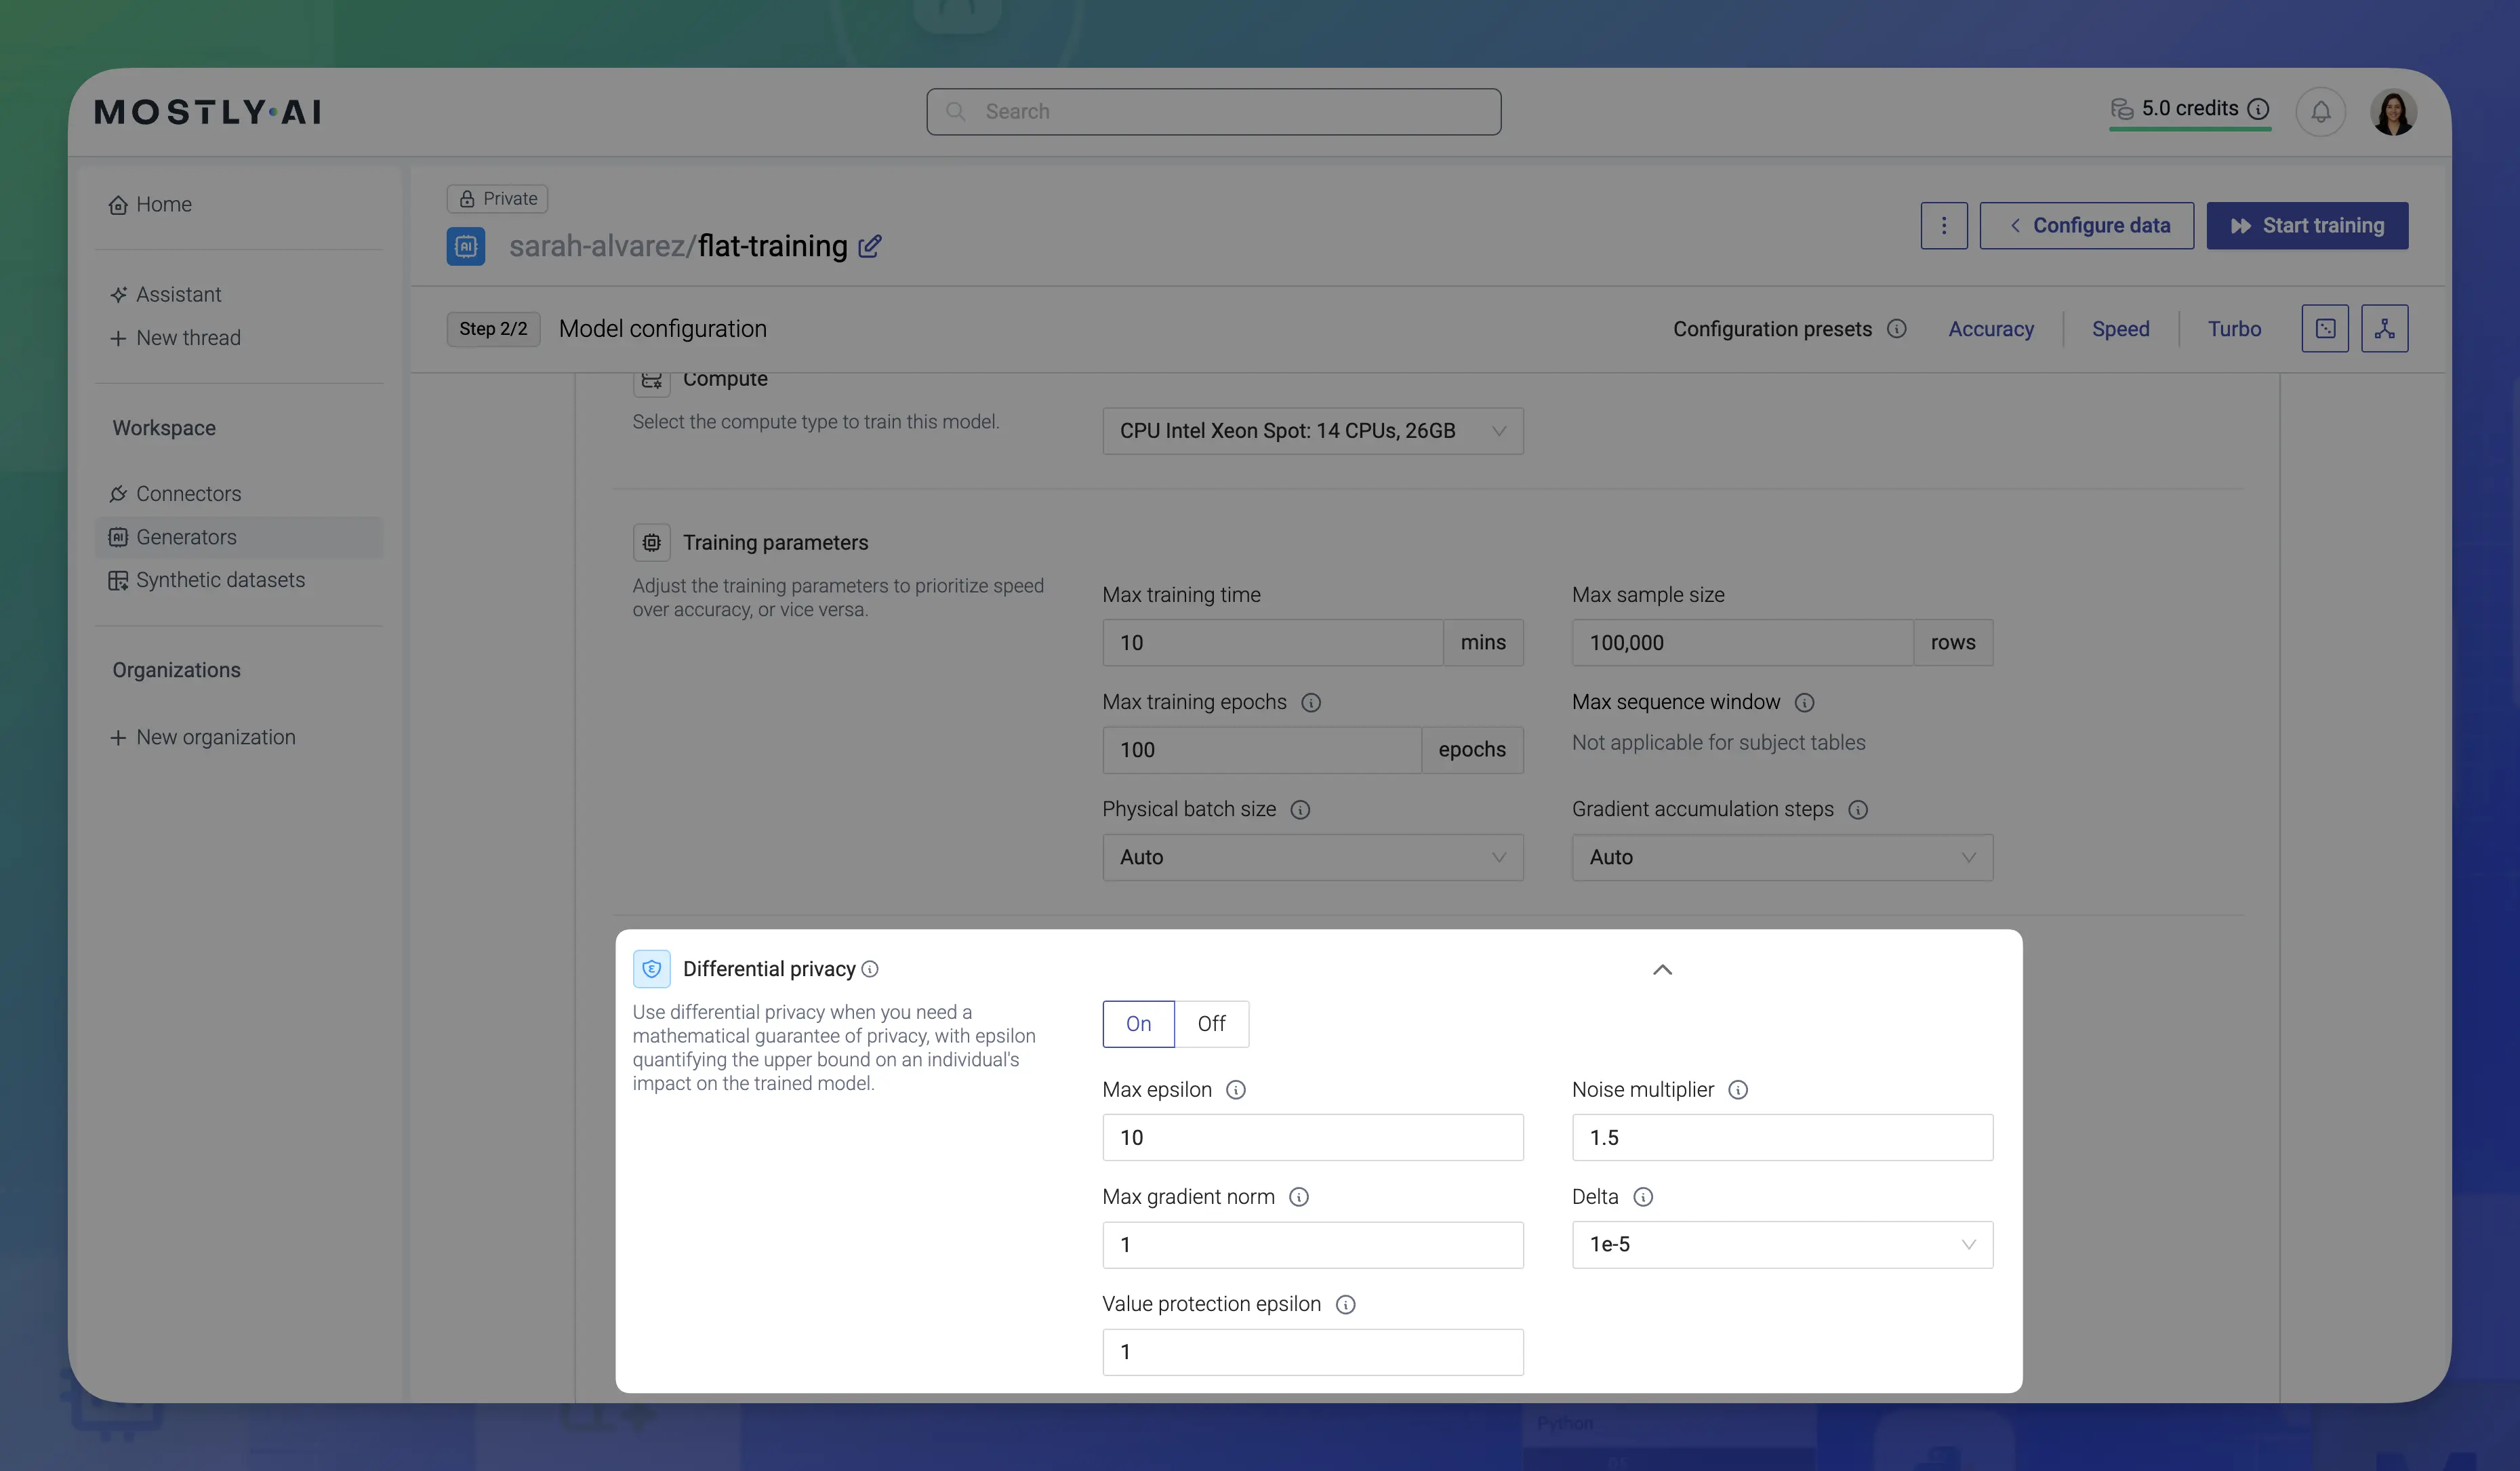 MOSTLY·AI
Search
5.0 credits
Home
Assistant
New thread
Workspace
Connectors
Generators
Synthetic datasets
Organizations
New organization
Private
sarah-alvarez/flat-training
Configure data
Start training
Step 2/2
Model configuration
Configuration presets
Accuracy
Speed
Turbo
Compute
Select the compute type to train this model.
CPU Intel Xeon Spot: 14 CPUs, 26GB
Training parameters
Adjust the training parameters to prioritize speed
over accuracy, or vice versa.
Max training time
10 mins
Max sample size
100,000 rows
Max training epochs
100 epochs
Max sequence window
Not applicable for subject tables
Physical batch size
Auto
Gradient accumulation steps
Auto
Differential privacy
Use differential privacy when you need a
mathematical guarantee of privacy, with epsilon
quantifying the upper bound on an individual's
impact on the trained model.
On
Off
Max epsilon
10
Noise multiplier
1.5
Max gradient norm
1
Delta
1e-5
Value protection epsilon
1
Python